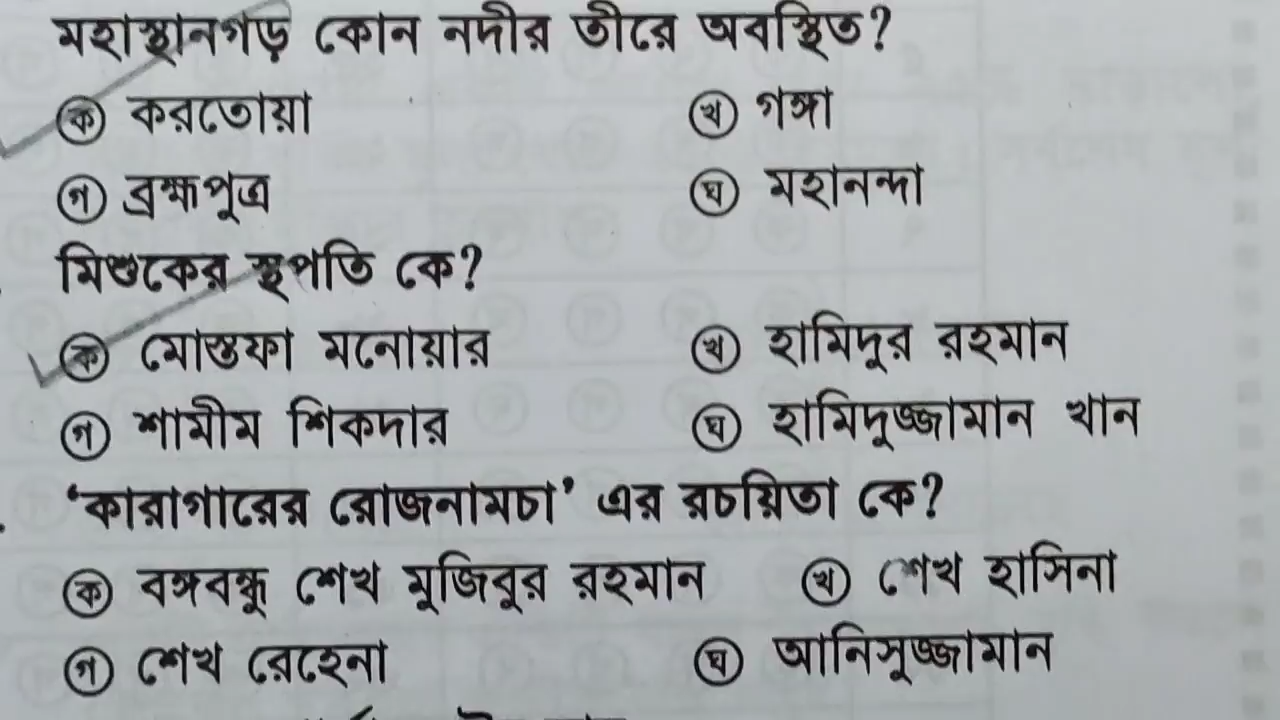 মহাস্থানগড় কোন নদীর তীরে অবস্থিত?
ক করতোয়া খ গঙ্গা
গ ব্রহ্মপুত্র ঘ মহানন্দা
মিশুকের স্থপতি কে?
ক মোস্তফা মনোয়ার খ হামিদুর রহমান
গ শামীম শিকদার ঘ হামিদুজ্জামান খান
‘কারাগারের রোজনামচা’ এর রচয়িতা কে?
ক বঙ্গবন্ধু শেখ মুজিবুর রহমান খ শেখ হাসিনা
গ শেখ রেহেনা ঘ আনিসুজ্জামান